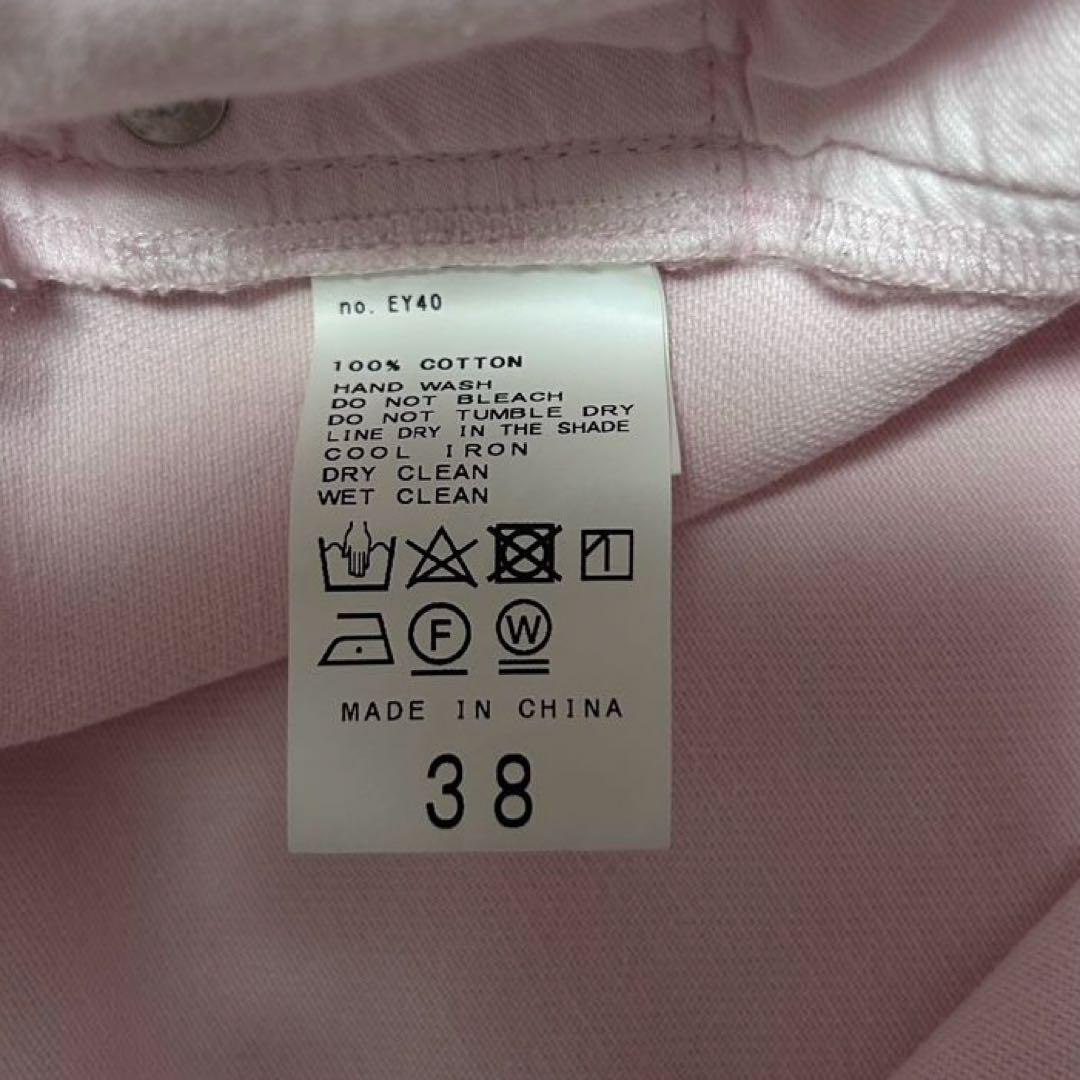 no. EY40
100% COTTON
HAND WASH
DO NOT BLEACH
DO NOT TUMBLE DRY
LINE DRY IN THE SHADE
COOL IRON
DRY CLEAN
WET CLEAN
F W
MADE IN CHINA
38